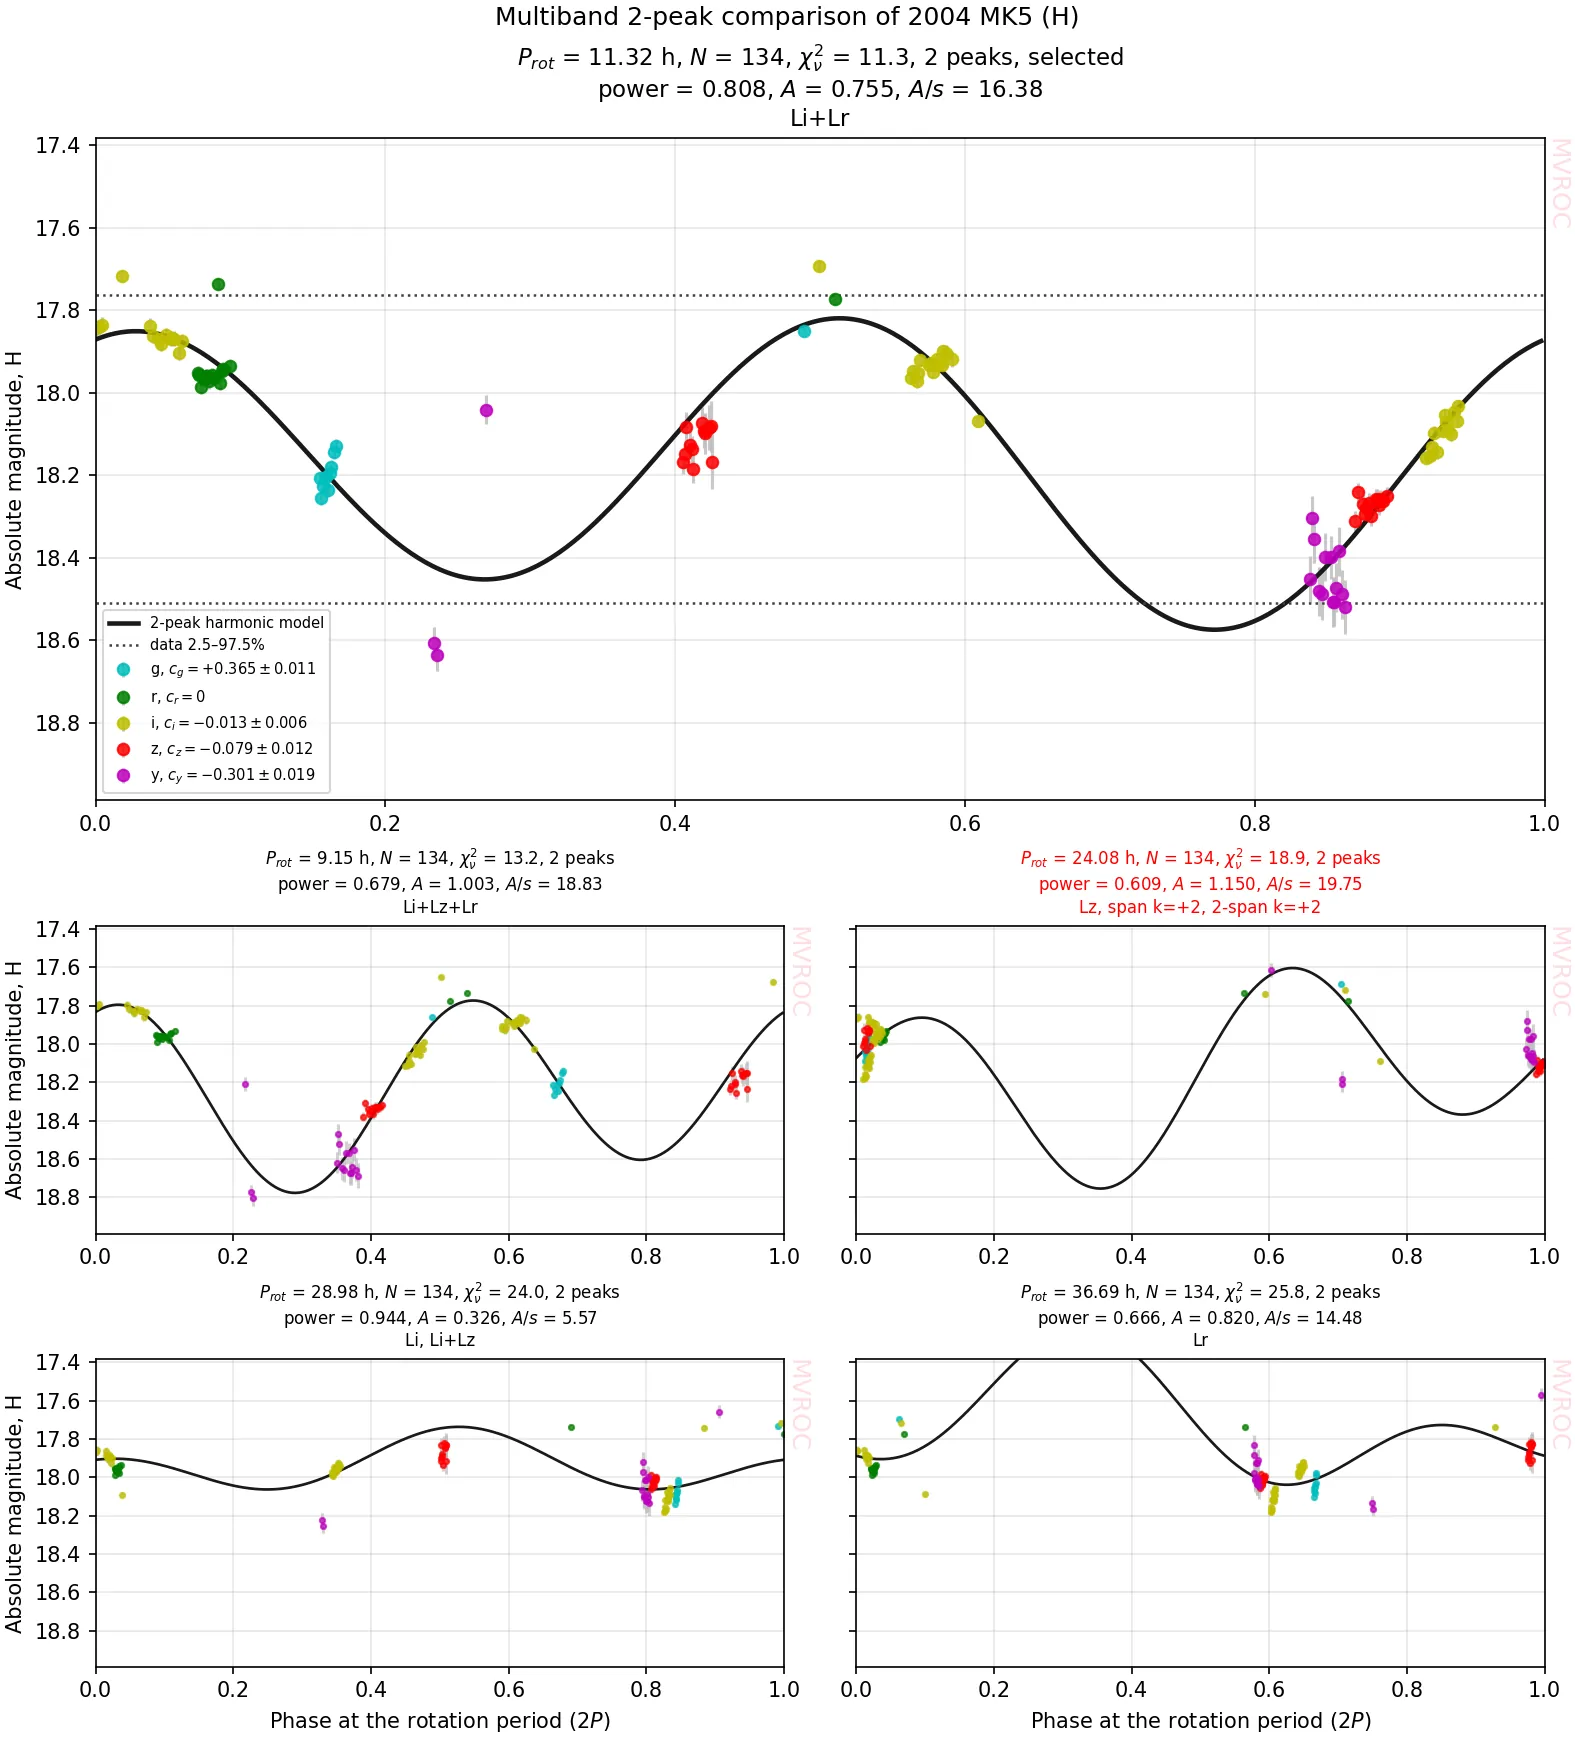 Multiband 2-peak comparison of 2004 MK5 (H)
P_rot = 11.32 h, N = 134, χ²_ν = 11.3, 2 peaks, selected
power = 0.808, A = 0.755, A/s = 16.38
Li+Lr
MVROC
Absolute magnitude, H
17.4
17.6
17.8
18.0
18.2
18.4
18.6
18.8
2-peak harmonic model
data 2.5–97.5%
g, c_g = +0.365 ± 0.011
r, c_r = 0
i, c_i = −0.013 ± 0.006
z, c_z = −0.079 ± 0.012
y, c_y = −0.301 ± 0.019
0.0 0.2 0.4 0.6 0.8 1.0
P_rot = 9.15 h, N = 134, χ²_ν = 13.2, 2 peaks
power = 0.679, A = 1.003, A/s = 18.83
Li+Lz+Lr
MVROC
Absolute magnitude, H
17.4
17.6
17.8
18.0
18.2
18.4
18.6
18.8
0.0 0.2 0.4 0.6 0.8 1.0
P_rot = 24.08 h, N = 134, χ²_ν = 18.9, 2 peaks
power = 0.609, A = 1.150, A/s = 19.75
Lz, span k=+2, 2-span k=+2
MVROC
0.0 0.2 0.4 0.6 0.8 1.0
P_rot = 28.98 h, N = 134, χ²_ν = 24.0, 2 peaks
power = 0.944, A = 0.326, A/s = 5.57
Li, Li+Lz
MVROC
Absolute magnitude, H
17.4
17.6
17.8
18.0
18.2
18.4
18.6
18.8
0.0 0.2 0.4 0.6 0.8 1.0
Phase at the rotation period (2P)
P_rot = 36.69 h, N = 134, χ²_ν = 25.8, 2 peaks
power = 0.666, A = 0.820, A/s = 14.48
Lr
MVROC
0.0 0.2 0.4 0.6 0.8 1.0
Phase at the rotation period (2P)